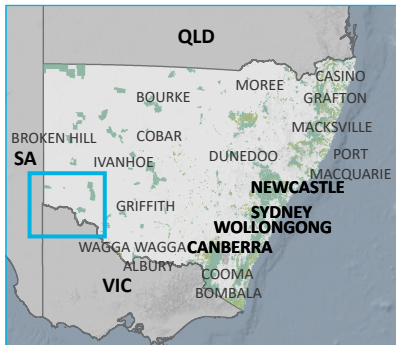 QLD
CASINO
MOREE
BOURKE
GRAFTON
MACKSVILLE
BROKEN HILL
COBAR
SA
IVANHOE
DUNEDOO
PORT
MACQUARIE
NEWCASTLE
GRIFFITH
SYDNEY
WOLLONGONG
WAGGA WAGGA
CANBERRA
ALBURY
COOMA
VIC
BOMBALA